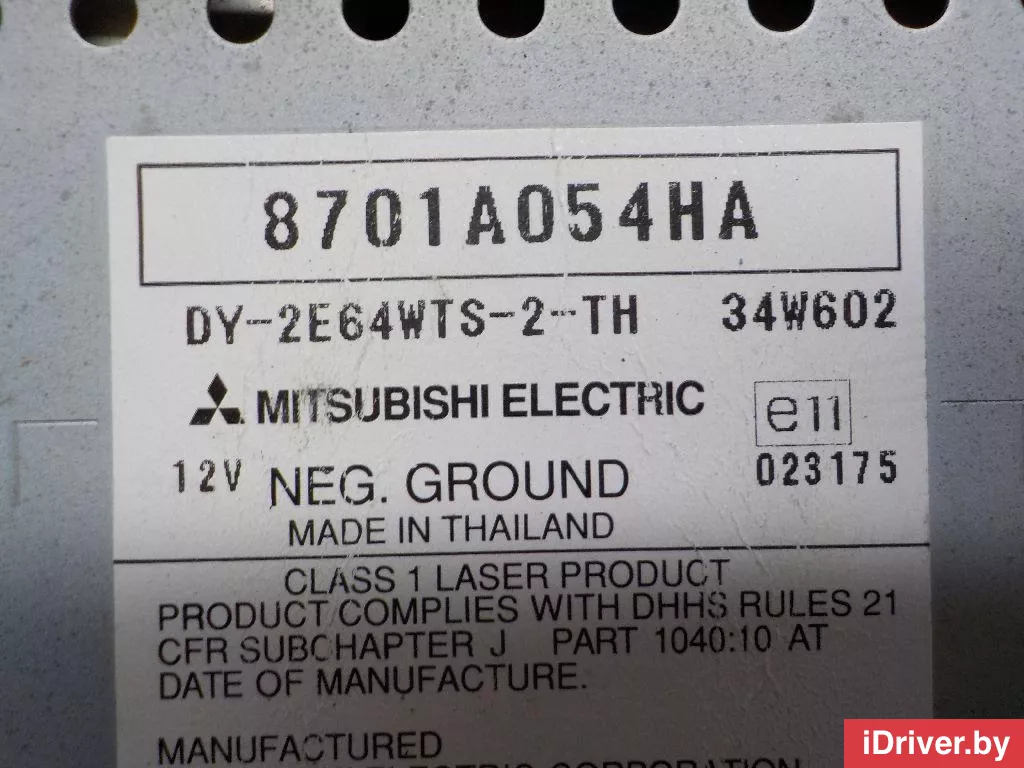 8701A054HA
DY-2E64WTS-2-TH 34W602
MITSUBISHI ELECTRIC e11
12V NEG. GROUND 023175
MADE IN THAILAND
CLASS 1 LASER PRODUCT
PRODUCT COMPLIES WITH DHHS RULES 21
CFR SUBCHAPTER J PART 1040:10 AT
DATE OF MANUFACTURE.
MANUFACTURED
ELECTRIC CORPORATION
iDriver.by